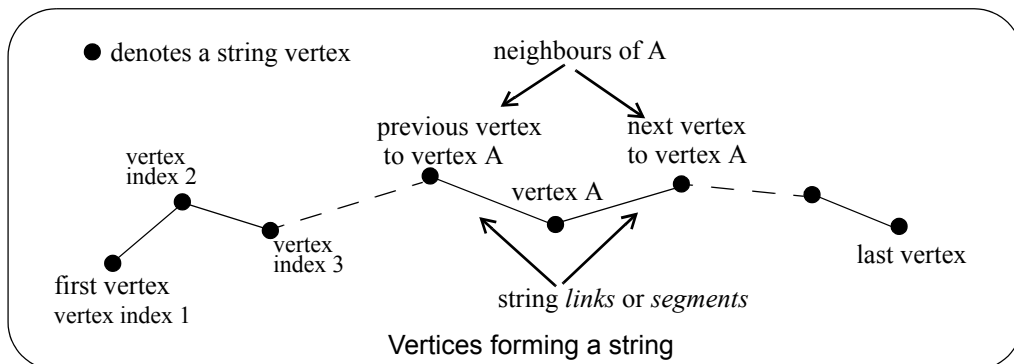 denotes a string vertex
neighbours of A
previous vertex
to vertex A
next vertex
to vertex A
vertex
index 2
vertex A
vertex
index 3
first vertex
vertex index 1
last vertex
string links or segments
Vertices forming a string